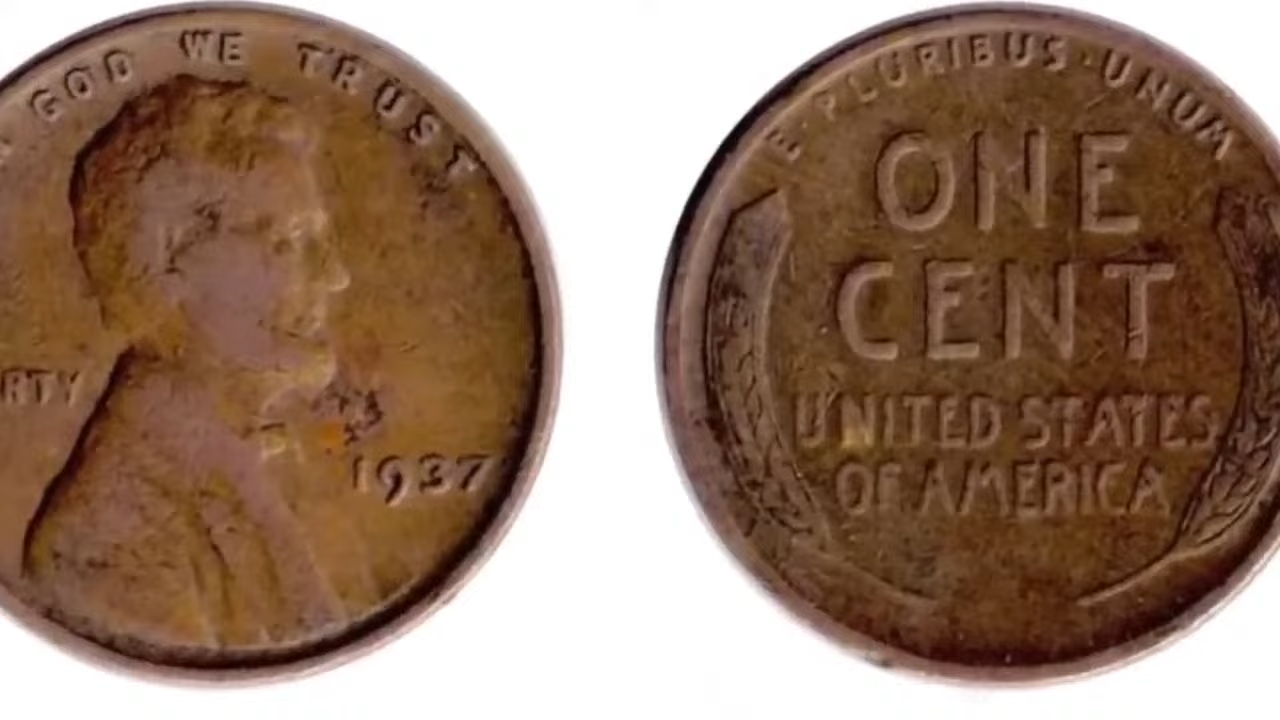 GOD WE TRUST
RTY
1937
E·PLURIBUS·UNUM
ONE
CENT
UNITED STATES
OF AMERICA